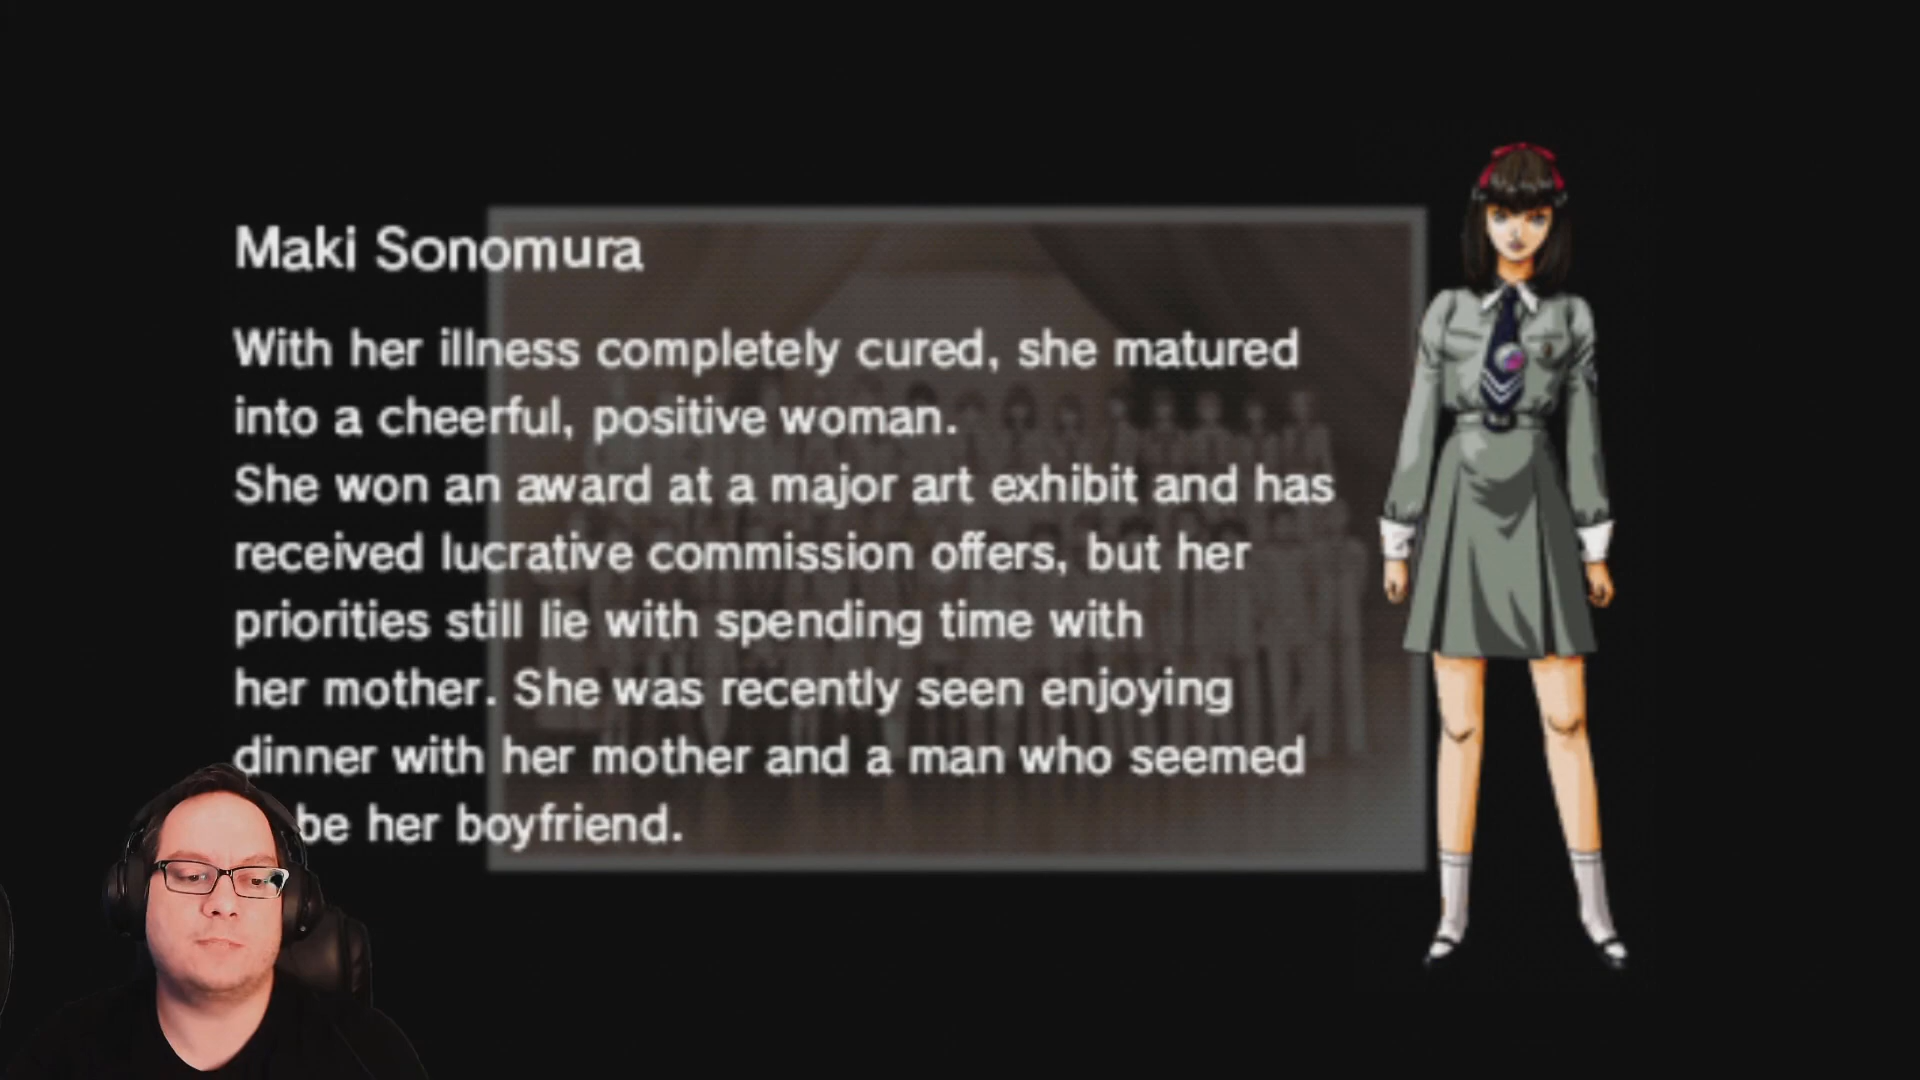 Maki Sonomura
With her illness completely cured, she matured
into a cheerful, positive woman.
She won an award at a major art exhibit and has
received lucrative commission offers, but her
priorities still lie with spending time with
her mother. She was recently seen enjoying
dinner with her mother and a man who seemed
be her boyfriend.